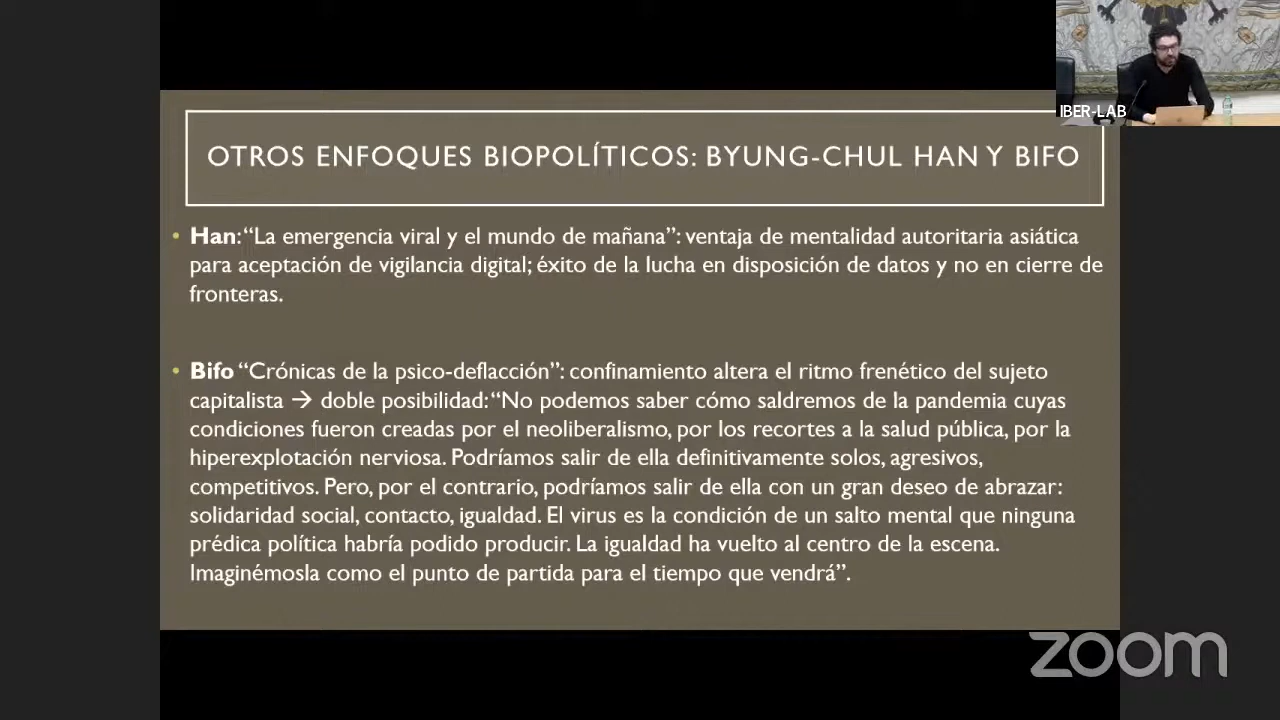 OTROS ENFOQUES BIOPOLÍTICOS: BYUNG-CHUL HAN Y BIFO
IBER-LAB
• Han: “La emergencia viral y el mundo de mañana”: ventaja de mentalidad autoritaria asiática
para aceptación de vigilancia digital; éxito de la lucha en disposición de datos y no en cierre de
fronteras.
• Bifo “Crónicas de la psico-deflacción”: confinamiento altera el ritmo frenético del sujeto
capitalista → doble posibilidad: “No podemos saber cómo saldremos de la pandemia cuyas
condiciones fueron creadas por el neoliberalismo, por los recortes a la salud pública, por la
hiperexplotación nerviosa. Podríamos salir de ella definitivamente solos, agresivos,
competitivos. Pero, por el contrario, podríamos salir de ella con un gran deseo de abrazar:
solidaridad social, contacto, igualdad. El virus es la condición de un salto mental que ninguna
prédica política habría podido producir. La igualdad ha vuelto al centro de la escena.
Imaginémosla como el punto de partida para el tiempo que vendrá”.
zoom